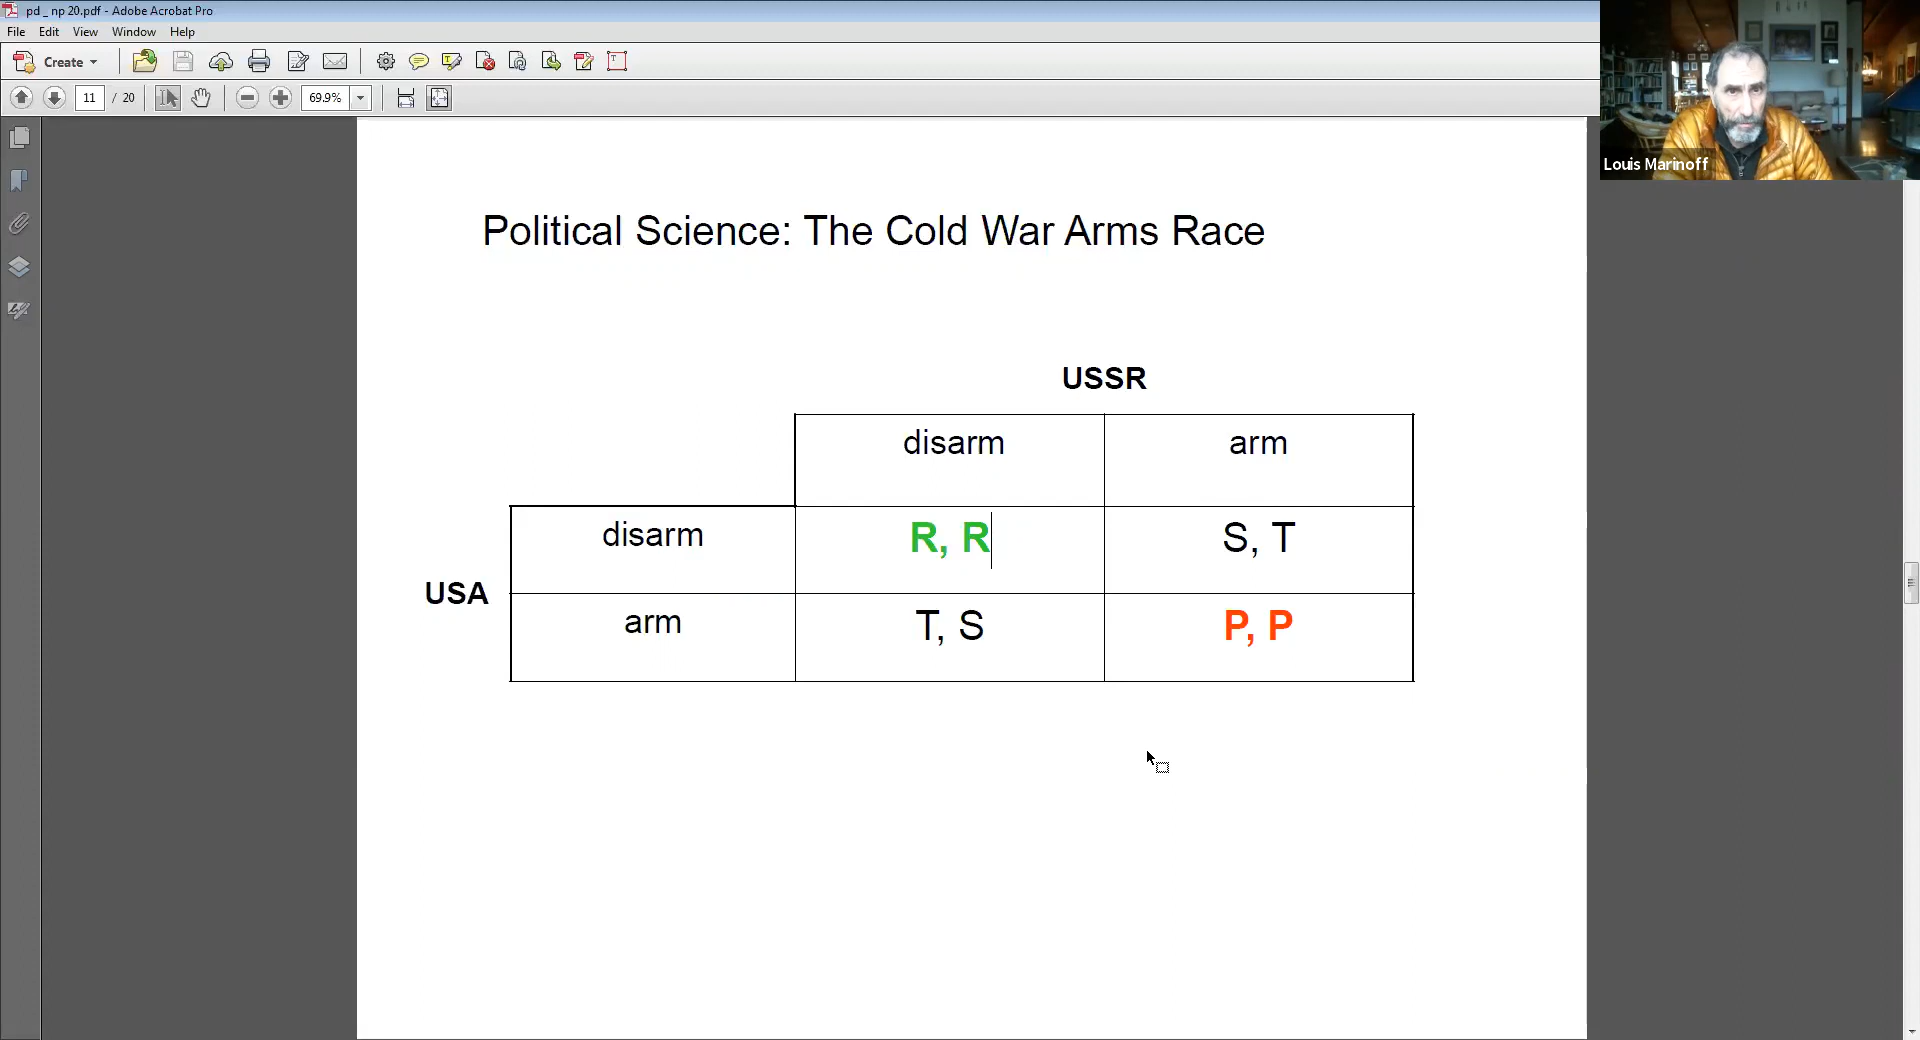 pd _ np 20.pdf - Adobe Acrobat Pro
File Edit View Window Help
Create
11 / 20 69.9%
Louis Marinoff
Political Science: The Cold War Arms Race
USSR
disarm arm
disarm R, R S, T
USA
arm T, S P, P